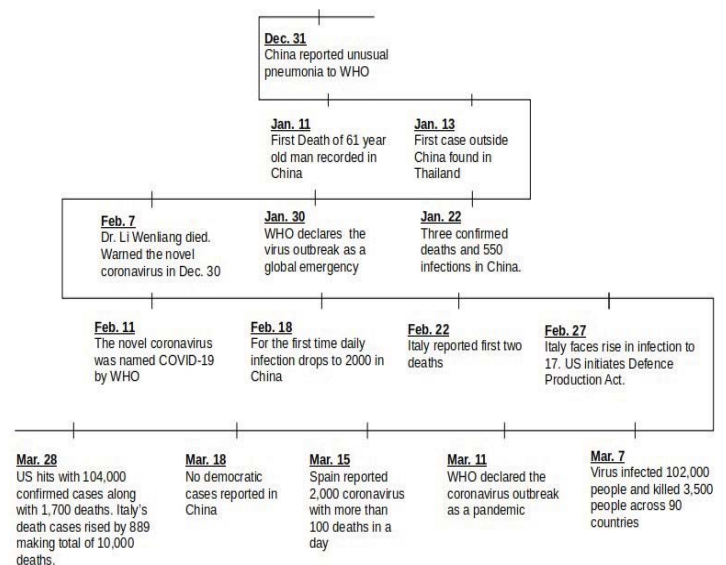 Dec. 31
China reported unusual
pneumonia to WHO
Jan. 11
First Death of 61 year
old man recorded in
China
Jan. 13
First case outside
China found in
Thailand
Feb. 7
Dr. Li Wenliang died.
Warned the novel
coronavirus in Dec. 30
Jan. 30
WHO declares the
virus outbreak as a
global emergency
Jan. 22
Three confirmed
deaths and 550
infections in China.
Feb. 11
The novel coronavirus
was named COVID-19
by WHO
Feb. 18
For the first time daily
infection drops to 2000 in
China
Feb. 22
Italy reported first two
deaths
Feb. 27
Italy faces rise in infection to
17. US initiates Defence
Production Act.
Mar. 28
US hits with 104,000
confirmed cases along
with 1,700 deaths. Italy's
death cases rised by 889
making total of 10,000
deaths.
Mar. 18
No democratic
cases reported in
China
Mar. 15
Spain reported
2,000 coronavirus
with more than
100 deaths in a
day
Mar. 11
WHO declared the
coronavirus outbreak
as a pandemic
Mar. 7
Virus infected 102,000
people and killed 3,500
people across 90
countries